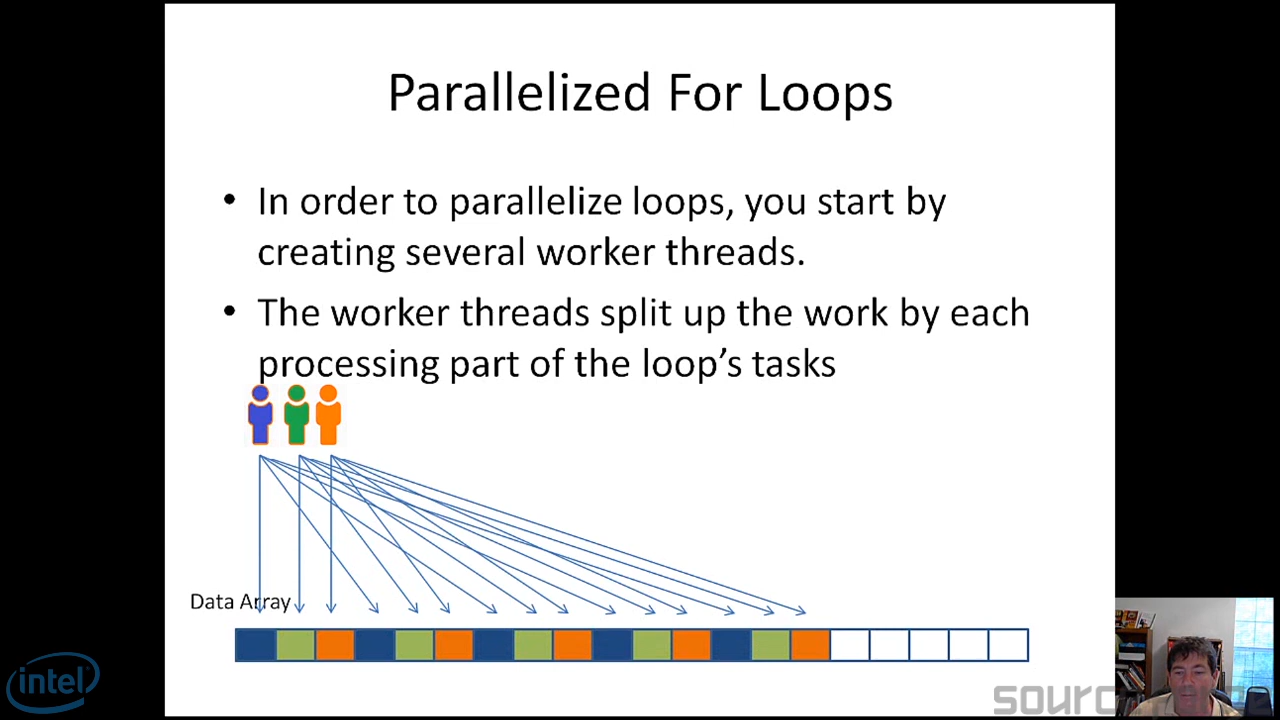 Parallelized For Loops
• In order to parallelize loops, you start by
creating several worker threads.
• The worker threads split up the work by each
processing part of the loop’s tasks
Data Array
intel